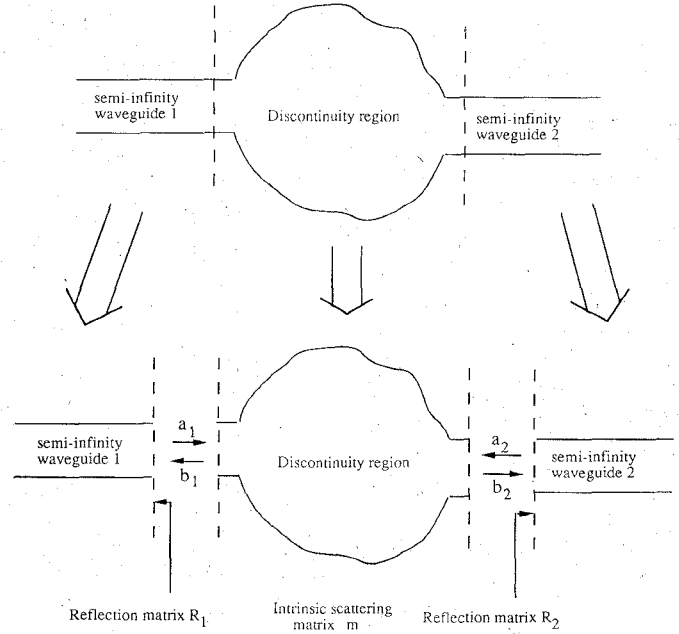 semi-infinity
waveguide 1
Discontinuity region
semi-infinity
waveguide 2
a1
b1
a2
b2
semi-infinity
waveguide 1
Discontinuity region
semi-infinity
waveguide 2
Reflection matrix R1
Intrinsic scattering
matrix m
Reflection matrix R2